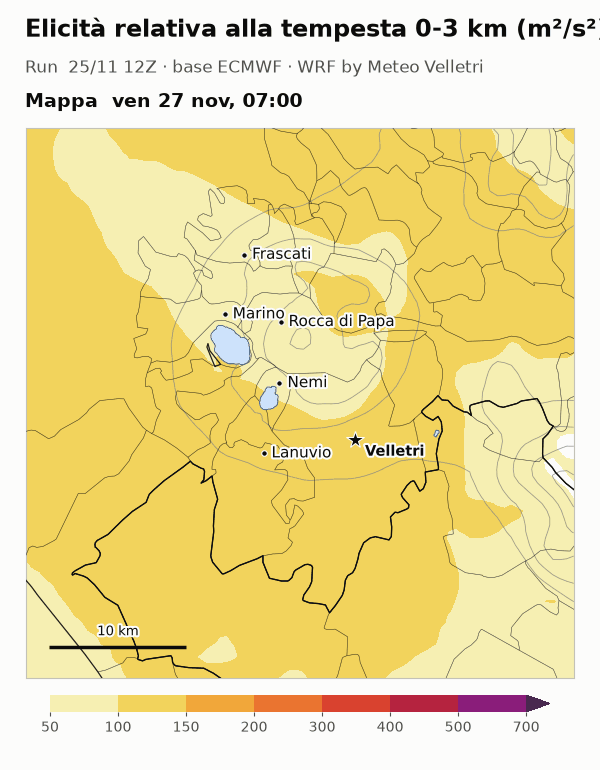 Elicità relativa alla tempesta 0-3 km (m²/s²)
Run 25/11 12Z · base ECMWF · WRF by Meteo Velletri
Mappa ven 27 nov, 07:00
Frascati
Marino
Rocca di Papa
Nemi
Velletri
Lanuvio
10 km
50 100 150 200 300 400 500 700